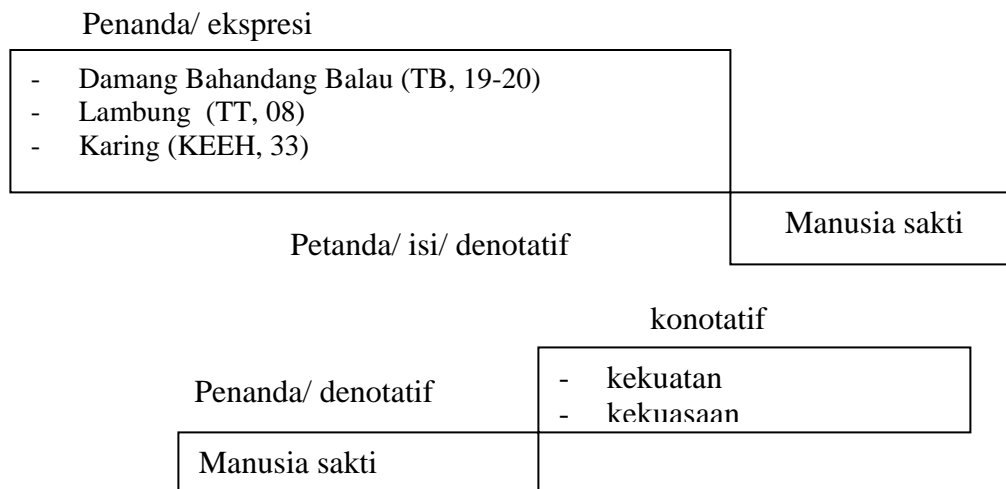 Penanda/ ekspresi
- Damang Bahandang Balau (TB, 19-20)
- Lambung (TT, 08)
- Karing (KEEH, 33)
Manusia sakti
Petanda/ isi/ denotatif
konotatif
- kekuatan
Penanda/ denotatif
- kekuasaan
Manusia sakti